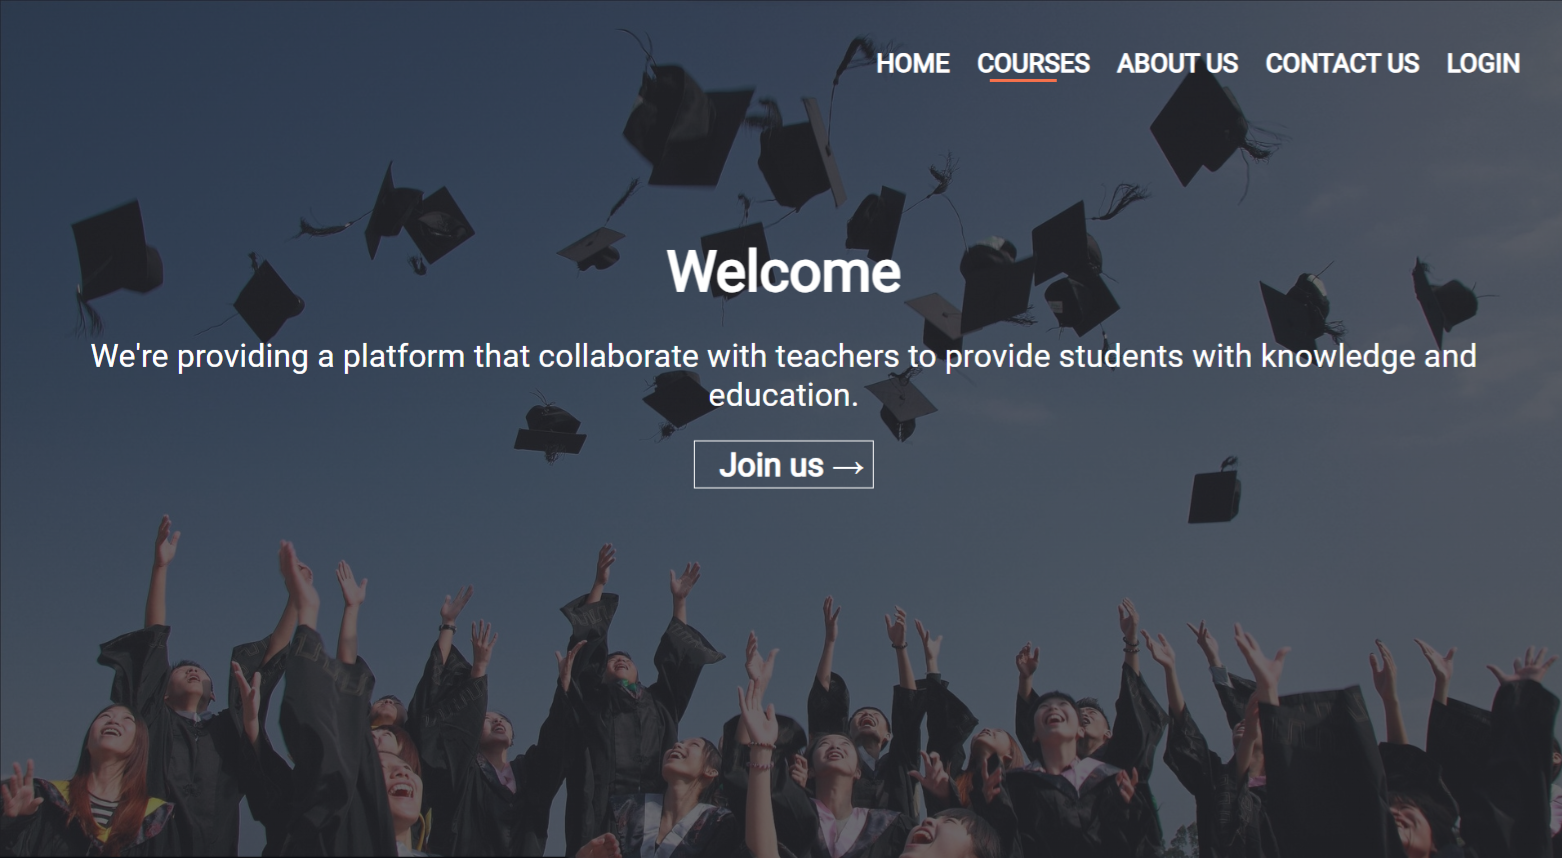 HOME COURSES ABOUT US CONTACT US LOGIN
Welcome
We're providing a platform that collaborate with teachers to provide students with knowledge and
education.
Join us →